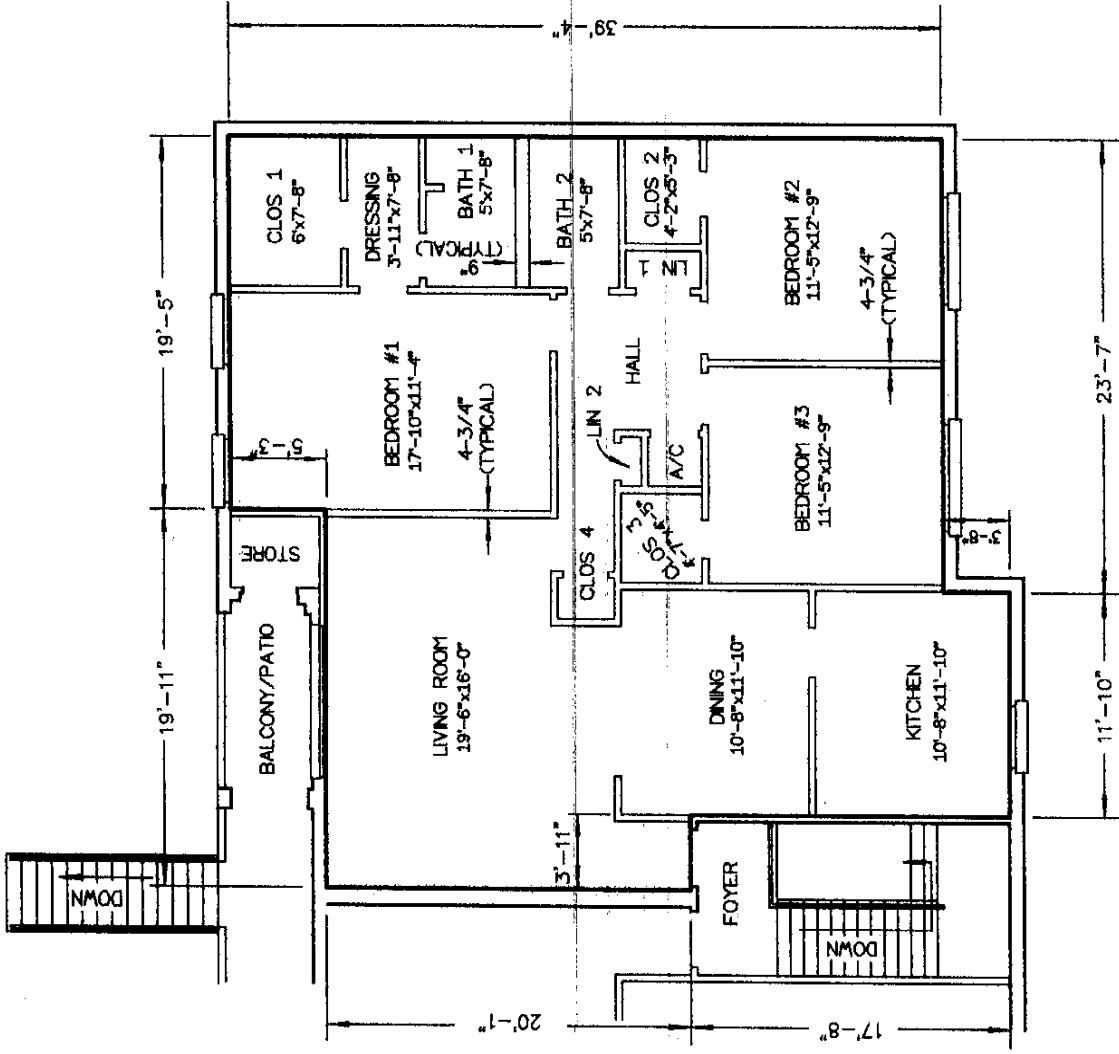 39'-4"
19'-5"
19'-11"
CLOS 1
6'x7'-8"
DRESSING
3'-11"x7'-8"
BATH 1
5'x7'-8"
(TYPICAL)
9"
BATH 2
5'x7'-8"
CLOS 2
4'-2"x5'-3"
LIN 1
BEDROOM #2
11'-5"x12'-9"
4-3/4"
(TYPICAL)
BEDROOM #1
17'-10"x11'-4"
4-3/4"
(TYPICAL)
5'-3"
HALL
LIN 2
A/C
BEDROOM #3
11'-5"x12'-9"
CLOS 3
CLOS 4
STORE
BALCONY/PATIO
LIVING ROOM
19'-6"x16'-0"
DINING
10'-8"x11'-10"
KITCHEN
10'-8"x11'-10"
3'-8"
23'-7"
11'-10"
3'-11"
FOYER
DOWN
DOWN
20'-1"
17'-8"